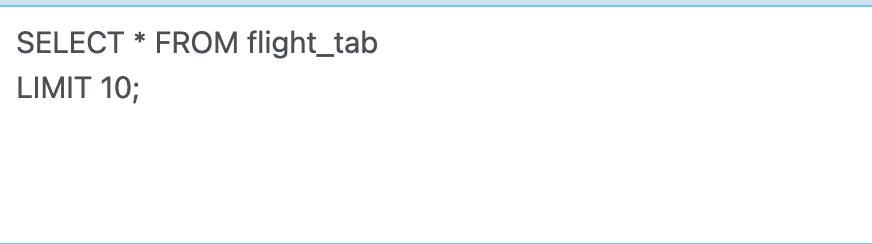 SELECT * FROM flight_tab
LIMIT 10;